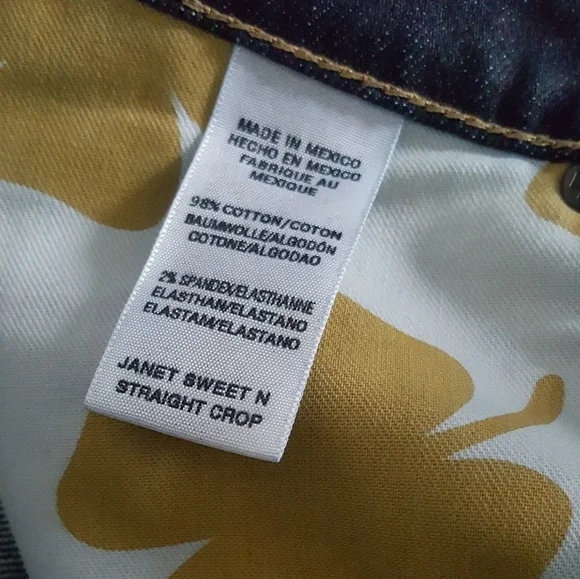 MADE IN MEXICO
HECHO EN MEXICO
FABRIQUE AU
MEXIQUE
98% COTTON/COTON
BAUMWOLLE/ALGODÓN
COTONE/ALGODAO
2% SPANDEX/ELASTHANNE
ELASTHAN/ELASTANO
ELASTAM/ELASTANO
JANET SWEET N
STRAIGHT CROP